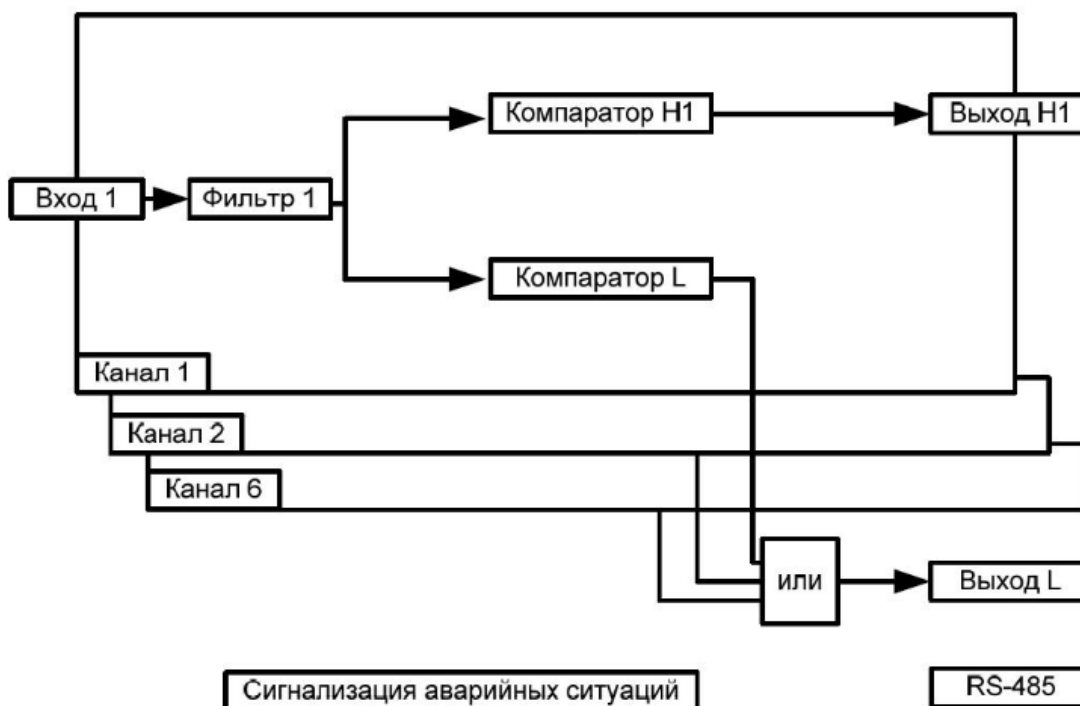 Компаратор H1
Выход H1
Вход 1
Фильтр 1
Компаратор L
Канал 1
Канал 2
Канал 6
или
Выход L
Сигнализация аварийных ситуаций
RS-485